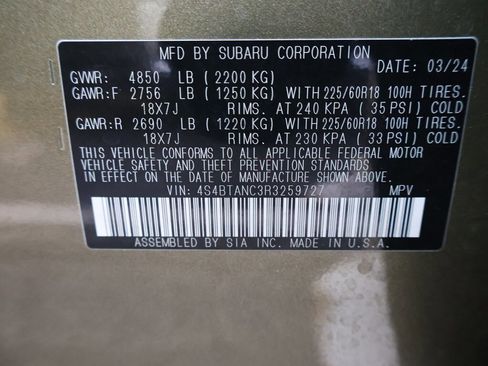 MFD BY SUBARU CORPORATION
DATE: 03/24
GVWR: 4850 LB (2200 KG)
GAWR:F 2756 LB (1250 KG) WITH 225/60R18 100H TIRES.
18X7J RIMS. AT 240 KPA (35 PSI) COLD
GAWR:R 2690 LB (1220 KG) WITH 225/60R18 100H TIRES.
18X7J RIMS. AT 230 KPA (33 PSI) COLD
THIS VEHICLE CONFORMS TO ALL APPLICABLE FEDERAL MOTOR
VEHICLE SAFETY AND THEFT PREVENTION STANDARDS IN EFFECT
ON THE DATE OF MANUFACTURE SHOWN ABOVE.
VIN: 4S4BTANC3R3259727 MPV
ASSEMBLED BY SIA INC. MADE IN U.S.A.